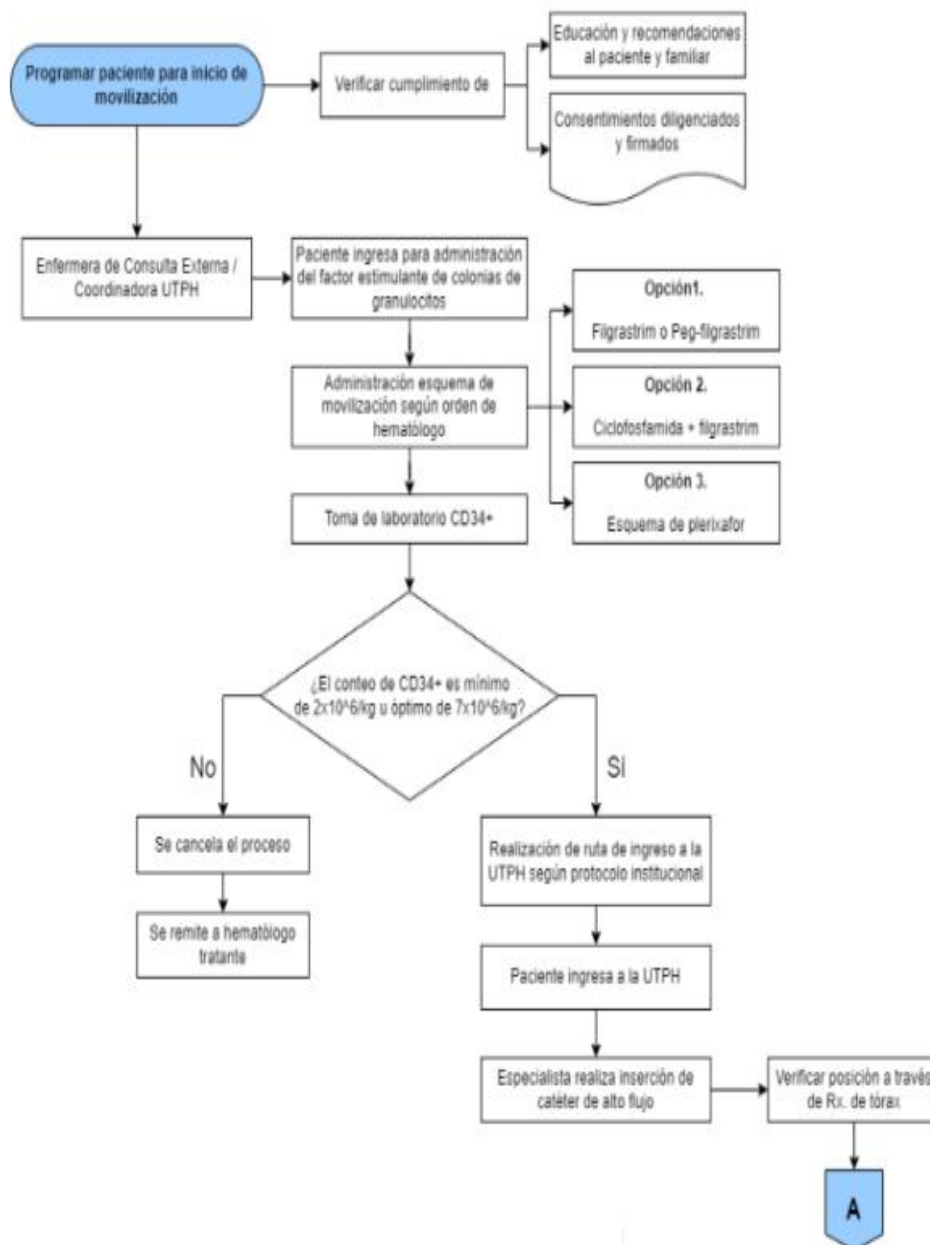 Programar paciente para inicio de
movilización
Verificar cumplimiento de
Educación y recomendaciones
al paciente y familiar
Consentimientos diligenciados
y firmados
Enfermera de Consulta Externa /
Coordinadora UTPH
Paciente ingresa para administración
del factor estimulante de colonias de
granulocitos
Administración esquema de
movilización según orden de
hematólogo
Opción1.
Filgrastrim o Peg-filgrastrim
Opción 2.
Ciclofosfamida + filgrastrim
Opción 3.
Esquema de plerixafor
Toma de laboratorio CD34+
¿El conteo de CD34+ es mínimo
de 2x10^6/kg u óptimo de 7x10^6/kg?
No
Si
Se cancela el proceso
Se remite a hematólogo
tratante
Realización de ruta de ingreso a la
UTPH según protocolo institucional
Paciente ingresa a la UTPH
Especialista realiza inserción de
catéter de alto flujo
Verificar posición a través
de Rx. de tórax
A